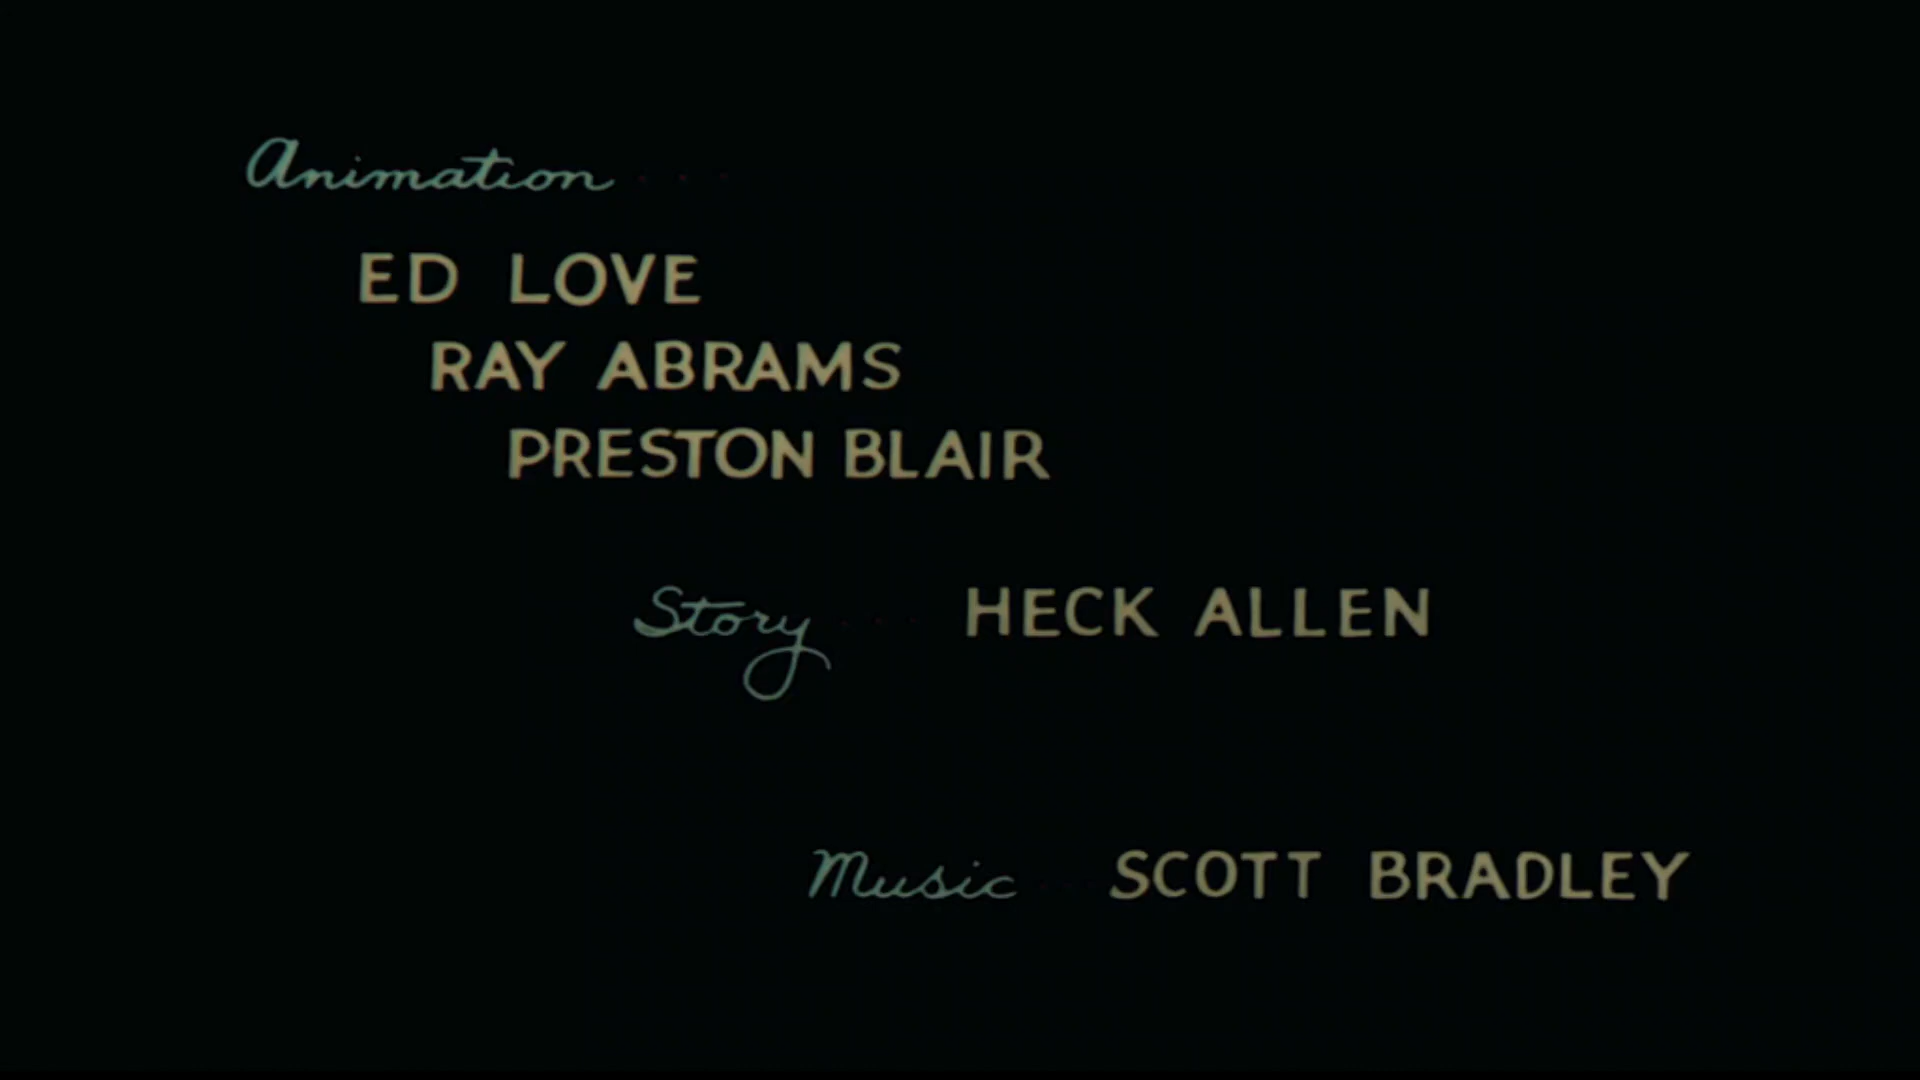 Animation . . .
ED LOVE
RAY ABRAMS
PRESTON BLAIR
Story . . . HECK ALLEN
Music SCOTT BRADLEY